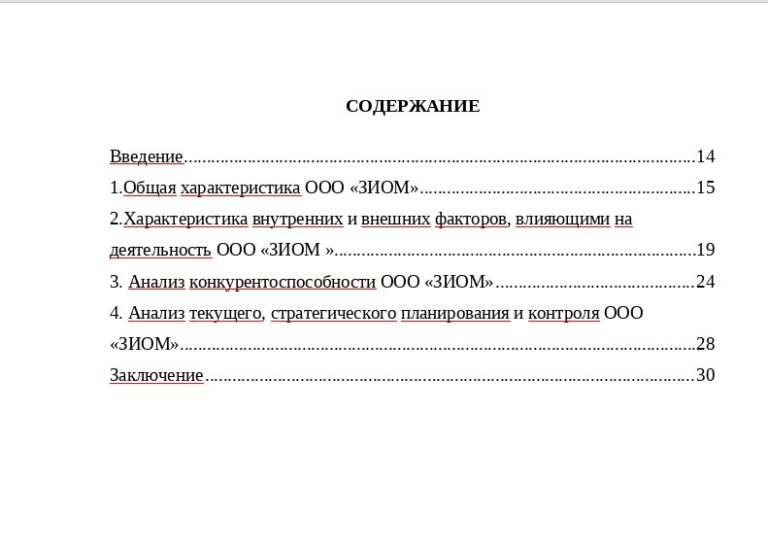 СОДЕРЖАНИЕ
Введение.................................................................................................................14
1.Общая характеристика ООО «ЗИОМ».............................................................15
2.Характеристика внутренних и внешних факторов, влияющими на
деятельность ООО «ЗИОМ »................................................................................19
3. Анализ конкурентоспособности ООО «ЗИОМ»............................................24
4. Анализ текущего, стратегического планирования и контроля ООО
«ЗИОМ»..................................................................................................................28
Заключение............................................................................................................30